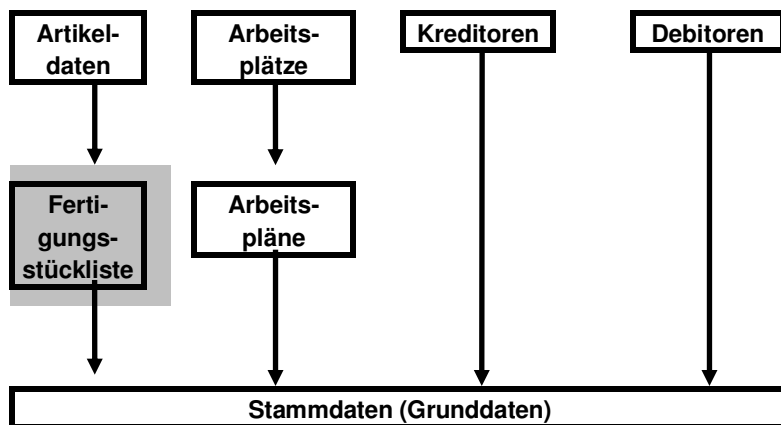 Artikel-
daten
Arbeits-
plätze
Kreditoren
Debitoren
Ferti-
gungs-
stückliste
Arbeits-
pläne
Stammdaten (Grunddaten)